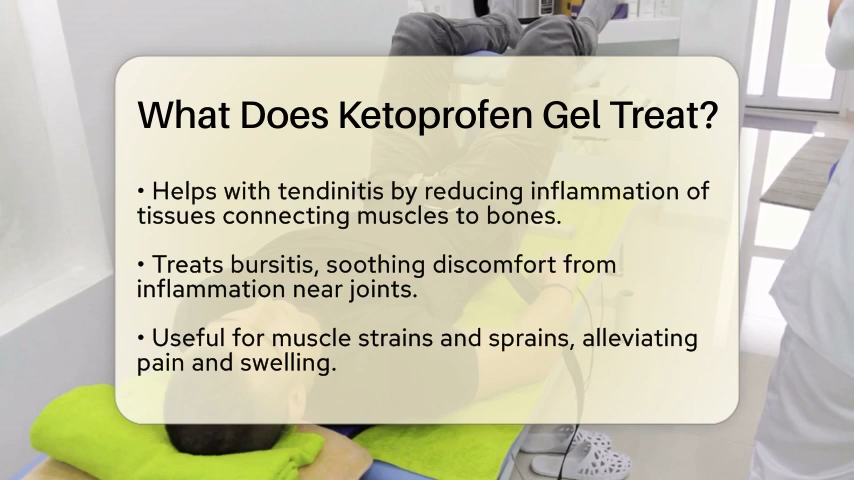 What Does Ketoprofen Gel Treat?
• Helps with tendinitis by reducing inflammation of
tissues connecting muscles to bones.
• Treats bursitis, soothing discomfort from
inflammation near joints.
• Useful for muscle strains and sprains, alleviating
pain and swelling.